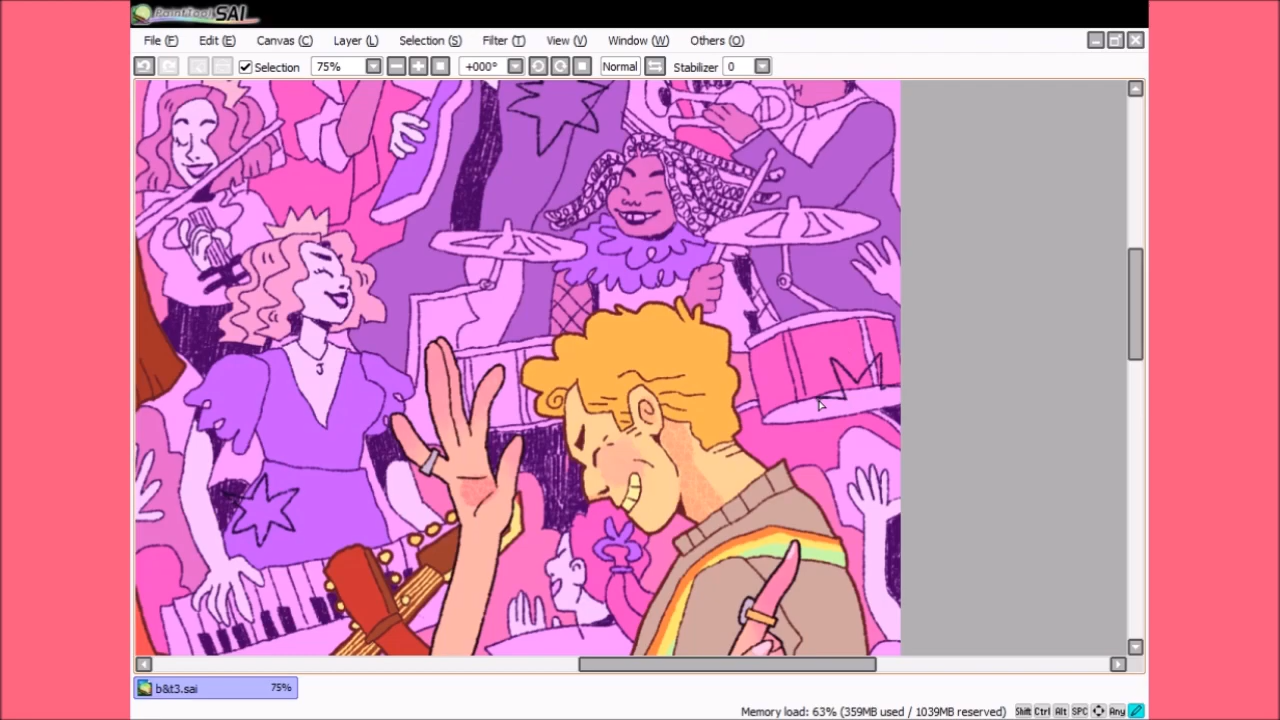 PaintTool SAI
File (F) Edit (E) Canvas (C) Layer (L) Selection (S) Filter (T) View (V) Window (W) Others (O)
Selection 75% +000° Normal Stabilizer 0
J
b&t3.sai 75%
Memory load: 63% (359MB used / 1039MB reserved) Shift Ctrl Alt SPC Any